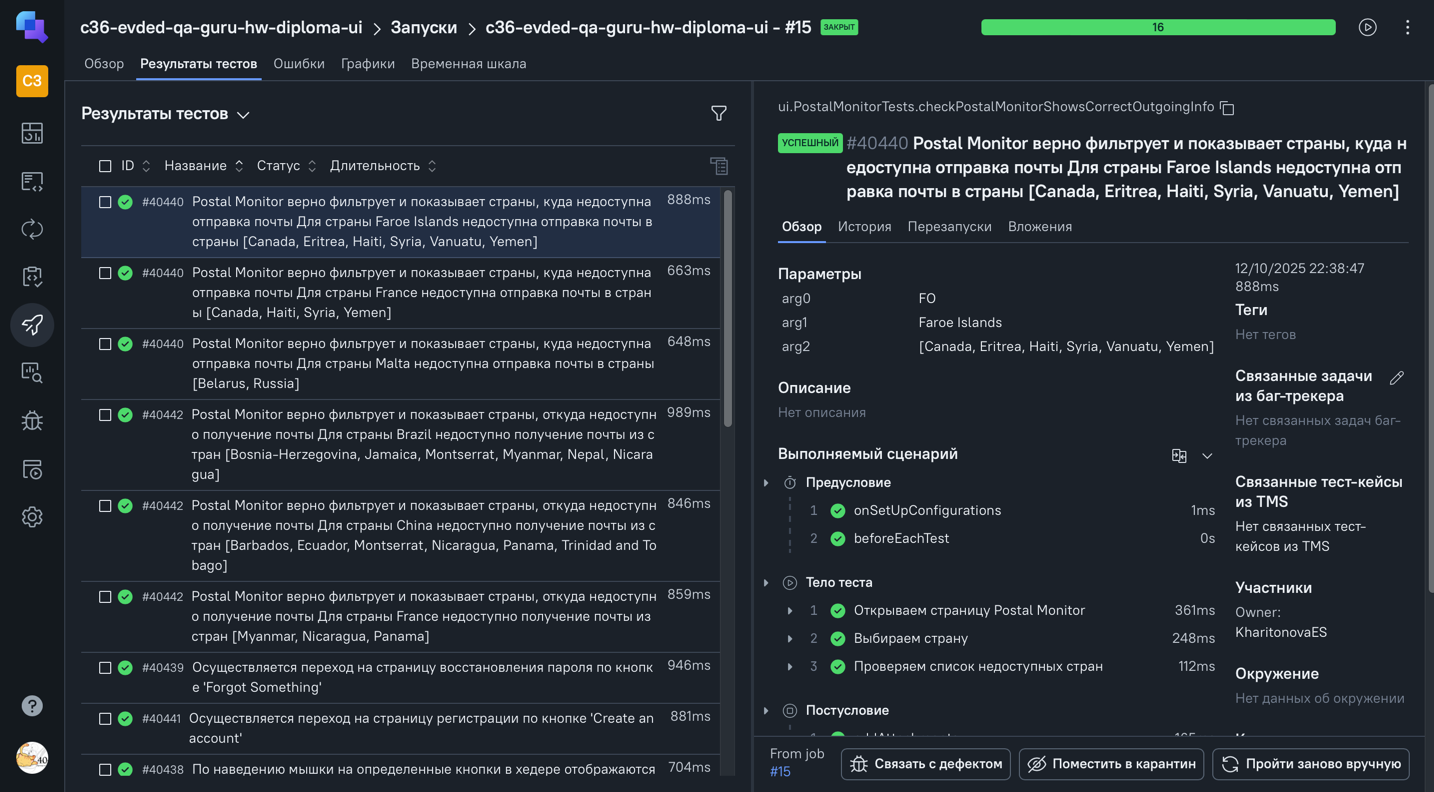 c36-evded-qa-guru-hw-diploma-ui > Запуски > c36-evded-qa-guru-hw-diploma-ui - #15 ЗАКРЫТ
16
Обзор Результаты тестов Ошибки Графики Временная шкала
СЗ
Результаты тестов
ID Название Статус Длительность
#40440 Postal Monitor верно фильтрует и показывает страны, куда недоступна 888ms
отправка почты Для страны Faroe Islands недоступна отправка почты в
страны [Canada, Eritrea, Haiti, Syria, Vanuatu, Yemen]
#40440 Postal Monitor верно фильтрует и показывает страны, куда недоступна 663ms
отправка почты Для страны France недоступна отправка почты в стран
ы [Canada, Haiti, Syria, Yemen]
#40440 Postal Monitor верно фильтрует и показывает страны, куда недоступна 648ms
отправка почты Для страны Malta недоступна отправка почты в страны
[Belarus, Russia]
#40442 Postal Monitor верно фильтрует и показывает страны, откуда недоступн 989ms
о получение почты Для страны Brazil недоступно получение почты из с
тран [Bosnia-Herzegovina, Jamaica, Montserrat, Myanmar, Nepal, Nicara
gua]
#40442 Postal Monitor верно фильтрует и показывает страны, откуда недоступн 846ms
о получение почты Для страны China недоступно получение почты из с
тран [Barbados, Ecuador, Montserrat, Nicaragua, Panama, Trinidad and To
bago]
#40442 Postal Monitor верно фильтрует и показывает страны, откуда недоступн 859ms
о получение почты Для страны France недоступно получение почты из
стран [Myanmar, Nicaragua, Panama]
#40439 Осуществляется переход на страницу восстановления пароля по кнопк 946ms
е 'Forgot Something'
#40441 Осуществляется переход на страницу регистрации по кнопке 'Create an 881ms
account'
#40438 По наведению мышки на определенные кнопки в хедере отображаются 704ms
ui.PostalMonitorTests.checkPostalMonitorShowsCorrectOutgoingInfo
УСПЕШНЫЙ #40440 Postal Monitor верно фильтрует и показывает страны, куда н
едоступна отправка почты Для страны Faroe Islands недоступна отп
равка почты в страны [Canada, Eritrea, Haiti, Syria, Vanuatu, Yemen]
Обзор История Перезапуски Вложения
Параметры
arg0 FO
arg1 Faroe Islands
arg2 [Canada, Eritrea, Haiti, Syria, Vanuatu, Yemen]
Описание
Нет описания
Выполняемый сценарий
Предусловие
1 onSetUpConfigurations 1ms
2 beforeEachTest 0s
Тело теста
1 Открываем страницу Postal Monitor 361ms
2 Выбираем страну 248ms
3 Проверяем список недоступных стран 112ms
Постусловие
12/10/2025 22:38:47
888ms
Теги
Нет тегов
Связанные задачи
из баг-трекера
Нет связанных задач баг-
трекера
Связанные тест-кейсы
из TMS
Нет связанных тест-
кейсов из TMS
Участники
Owner:
KharitonovaES
Окружение
Нет данных об окружении
From job
#15
Связать с дефектом Поместить в карантин Пройти заново вручную